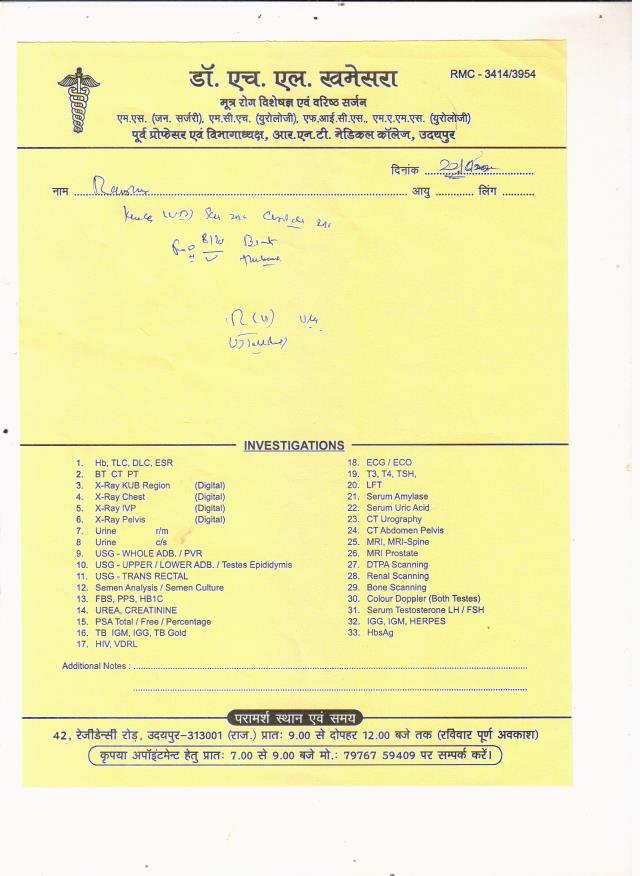 डॉ. एच. एल. खमेसरा
RMC - 3414/3954
मूत्र रोग विशेषज्ञ एवं वरिष्ठ सर्जन
एम.एस. (जन. सर्जरी), एम.सी.एच. (यूरोलोजी), एफ.आई.सी.एस., एम.ए.एम.एस. (यूरोलोजी)
पूर्व प्रोफेसर एवं विभागाध्यक्ष, आर.एन.टी. मेडिकल कॉलेज, उदयपुर
दिनांक
नाम आयु लिंग
INVESTIGATIONS
1. Hb, TLC, DLC, ESR
2. BT CT PT
3. X-Ray KUB Region (Digital)
4. X-Ray Chest (Digital)
5. X-Ray IVP (Digital)
6. X-Ray Pelvis (Digital)
7. Urine r/m
8 Urine c/s
9. USG - WHOLE ADB. / PVR
10. USG - UPPER / LOWER ADB. / Testes Epididymis
11. USG - TRANS RECTAL
12. Semen Analysis / Semen Culture
13. FBS, PPS, HB1C
14. UREA, CREATININE
15. PSA Total / Free / Percentage
16. TB IGM, IGG, TB Gold
17. HIV, VDRL
18. ECG / ECO
19. T3, T4, TSH,
20. LFT
21. Serum Amylase
22. Serum Uric Acid
23. CT Urography
24. CT Abdomen Pelvis
25. MRI, MRI-Spine
26. MRI Prostate
27. DTPA Scanning
28. Renal Scanning
29. Bone Scanning
30. Colour Doppler (Both Testes)
31. Serum Testosterone LH / FSH
32. IGG, IGM, HERPES
33. HbsAg
Additional Notes :
परामर्श स्थान एवं समय
42, रेजीडेन्सी रोड़, उदयपुर-313001 (राज.) प्रातः 9.00 से दोपहर 12.00 बजे तक (रविवार पूर्ण अवकाश)
कृपया अपॉइंटमेन्ट हेतु प्रातः 7.00 से 9.00 बजे मो.: 79767 59409 पर सम्पर्क करें।